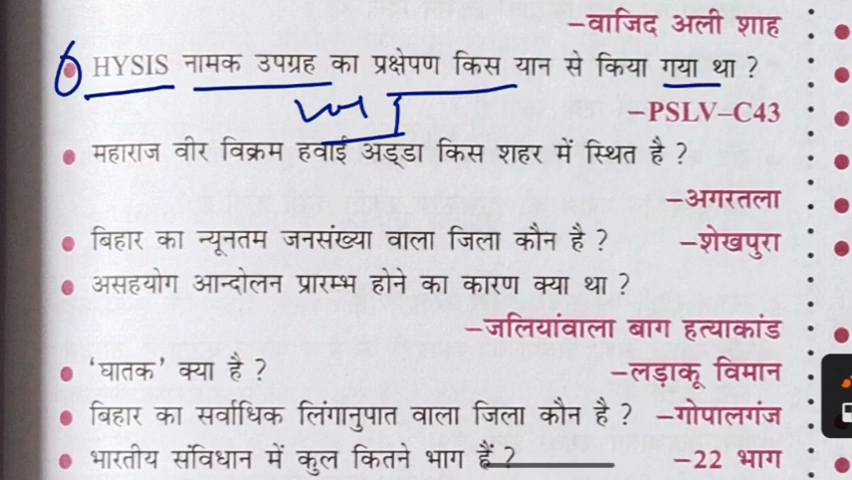 –वाजिद अली शाह
HYSIS नामक उपग्रह का प्रक्षेपण किस यान से किया गया था ?
–PSLV–C43
महाराज वीर विक्रम हवाई अड्डा किस शहर में स्थित है ?
–अगरतला
बिहार का न्यूनतम जनसंख्या वाला जिला कौन है ? –शेखपुरा
असहयोग आन्दोलन प्रारम्भ होने का कारण क्या था ?
–जलियांवाला बाग हत्याकांड
‘घातक’ क्या है ? –लड़ाकू विमान
बिहार का सर्वाधिक लिंगानुपात वाला जिला कौन है ? –गोपालगंज
भारतीय संविधान में कुल कितने भाग हैं ? –22 भाग